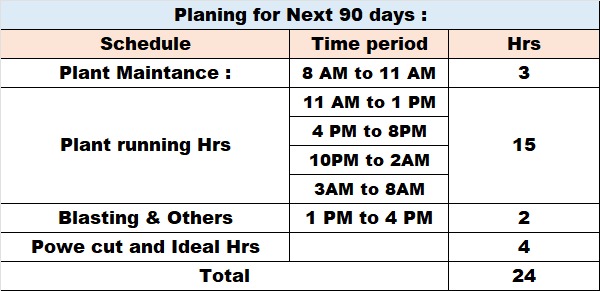 Planing for Next 90 days :
Schedule Time period Hrs
Plant Maintance : 8 AM to 11 AM 3
Plant running Hrs 11 AM to 1 PM 15
4 PM to 8PM
10PM to 2AM
3AM to 8AM
Blasting & Others 1 PM to 4 PM 2
Powe cut and Ideal Hrs 4
Total 24